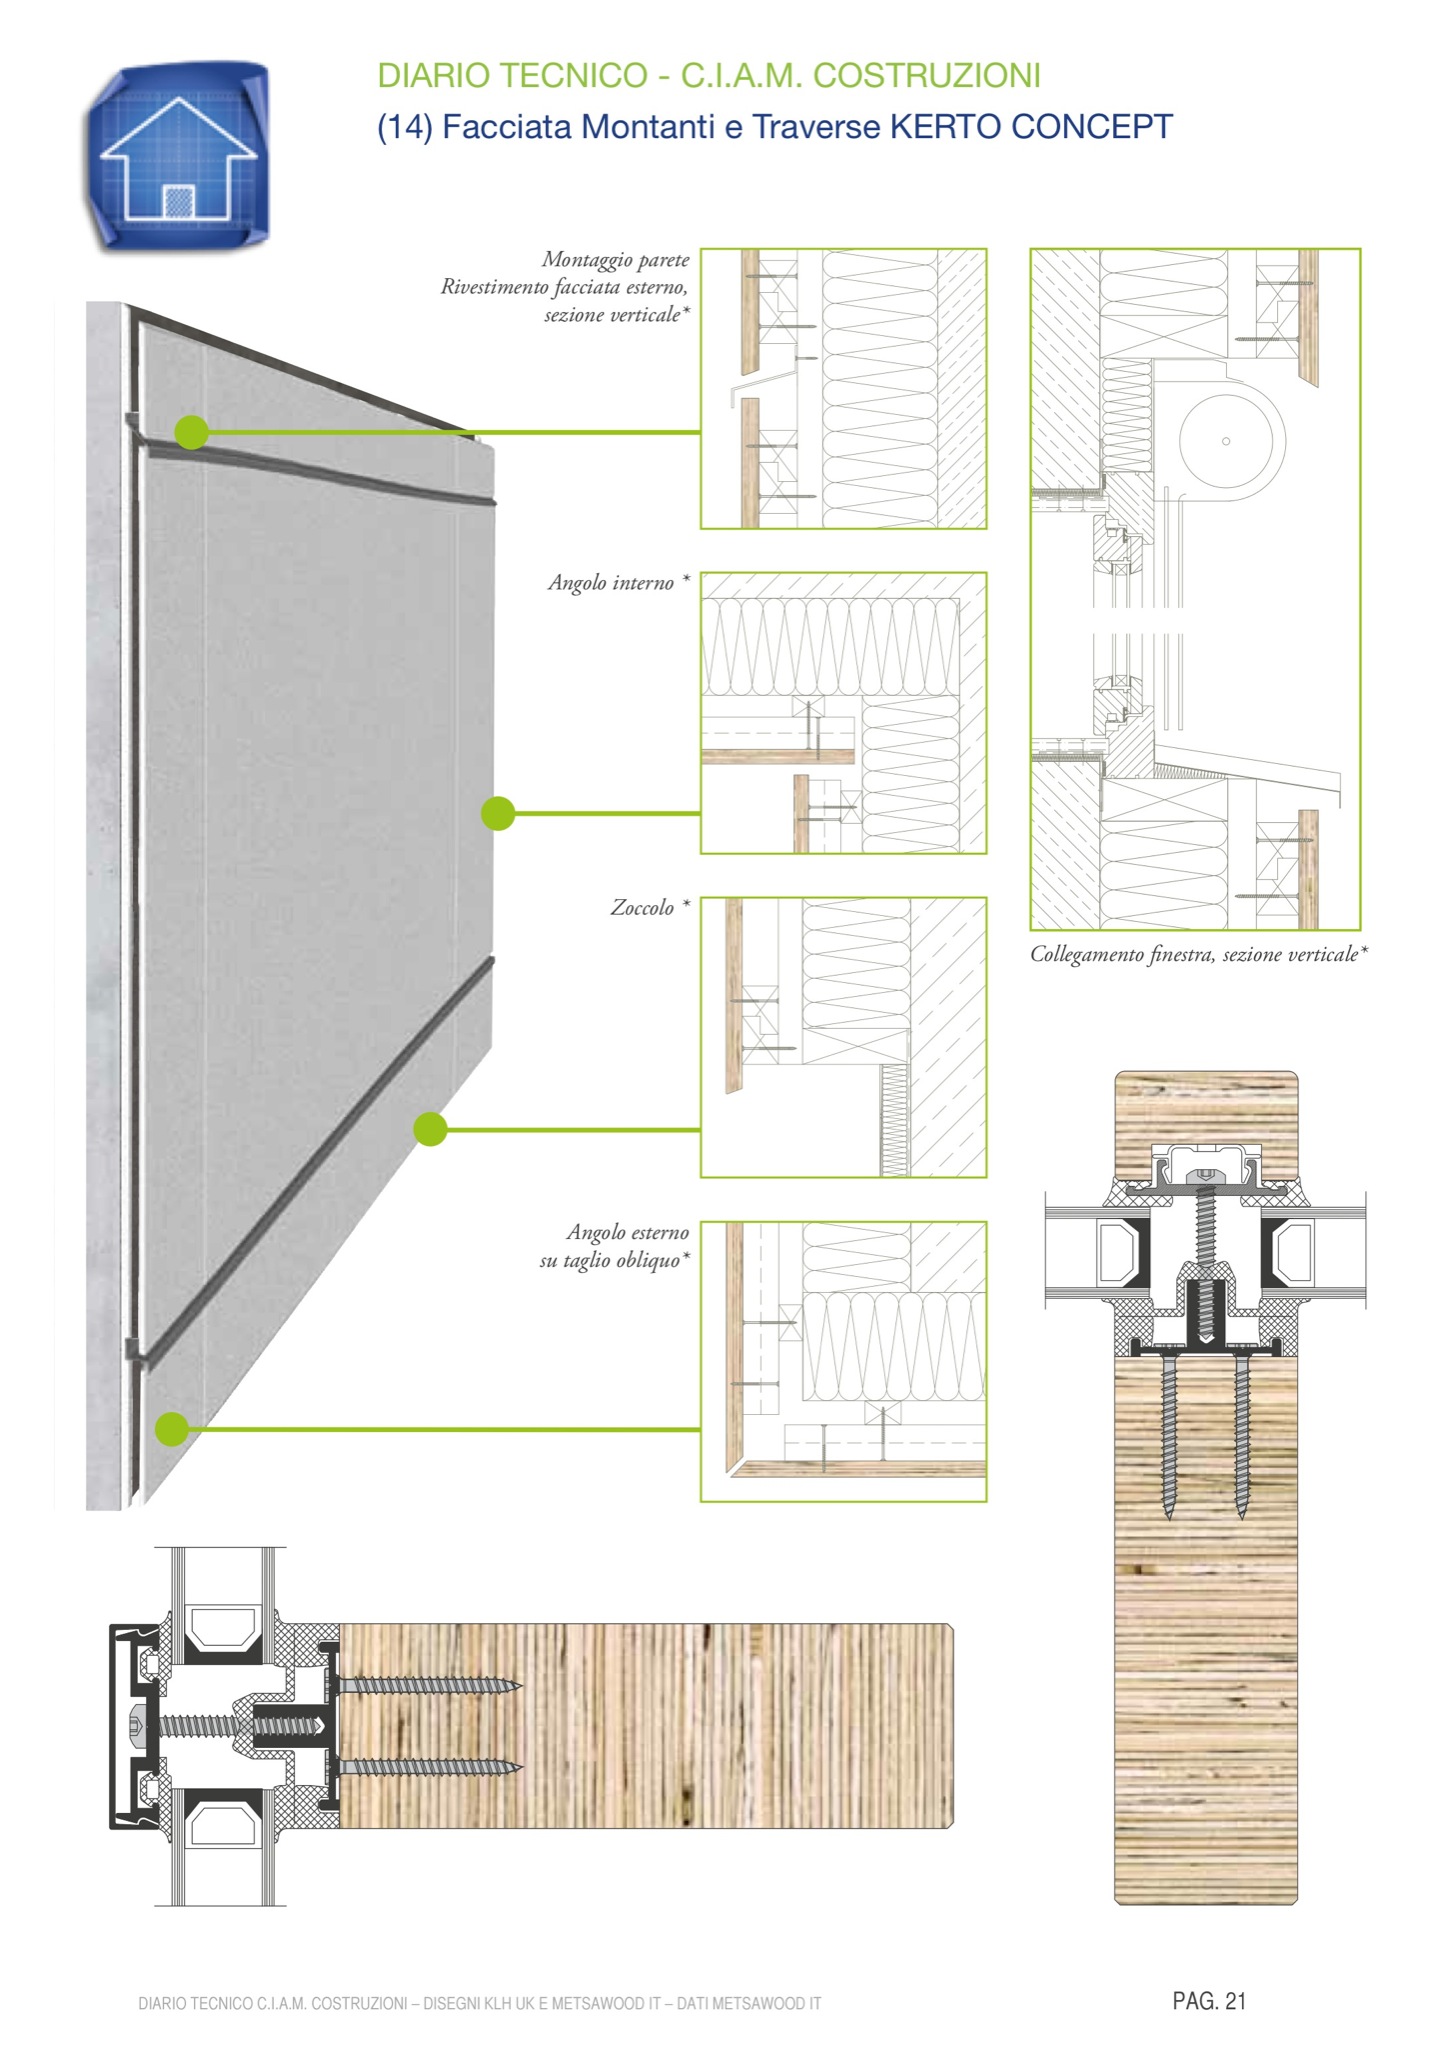 DIARIO TECNICO - C.I.A.M. COSTRUZIONI
(14) Facciata Montanti e Traverse KERTO CONCEPT
Montaggio parete
Rivestimento facciata esterno,
sezione verticale*
Angolo interno *
Zoccolo *
Collegamento finestra, sezione verticale*
Angolo esterno
su taglio obliquo*
DIARIO TECNICO C.I.A.M. COSTRUZIONI – DISEGNI KLH UK E METSAWOOD IT – DATI METSAWOOD IT
PAG. 21